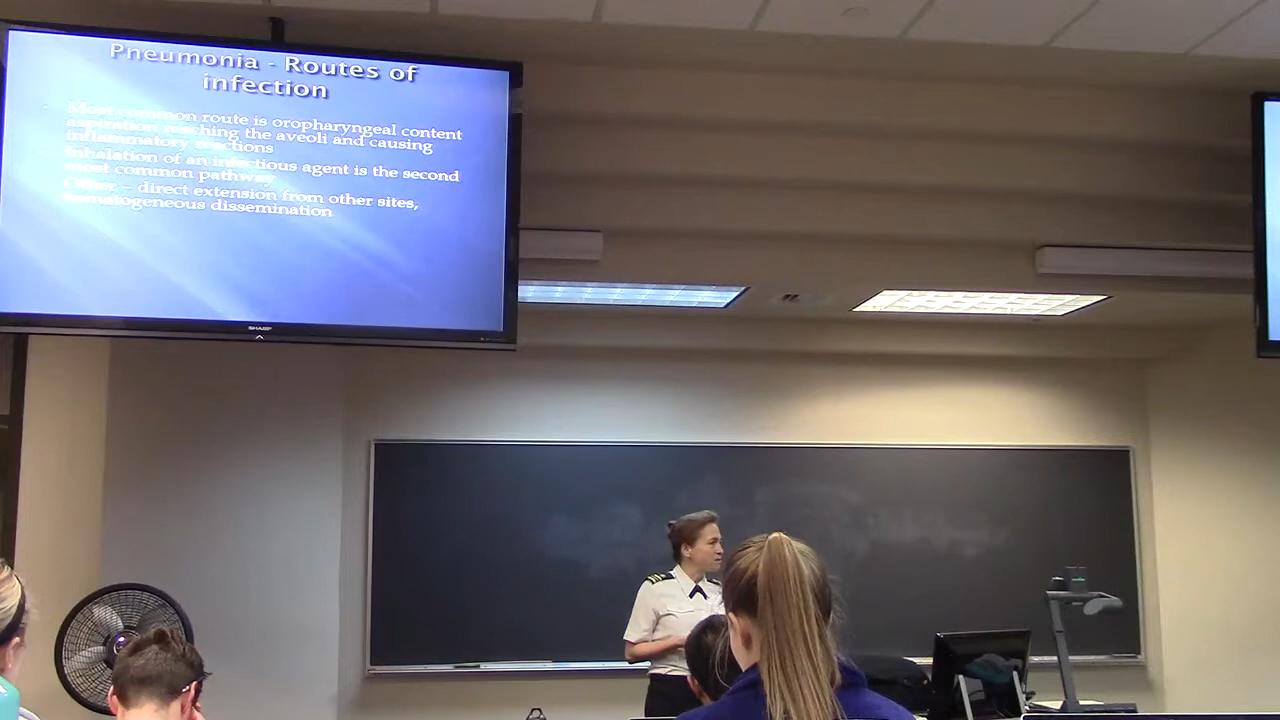 Pneumonia - Routes of
infection
Most common route is oropharyngeal content
aspiration reaching the aveoli and causing
inflammatory reactions
Inhalation of an infectious agent is the second
most common pathway
Other – direct extension from other sites,
hematogeneous dissemination
SHARP